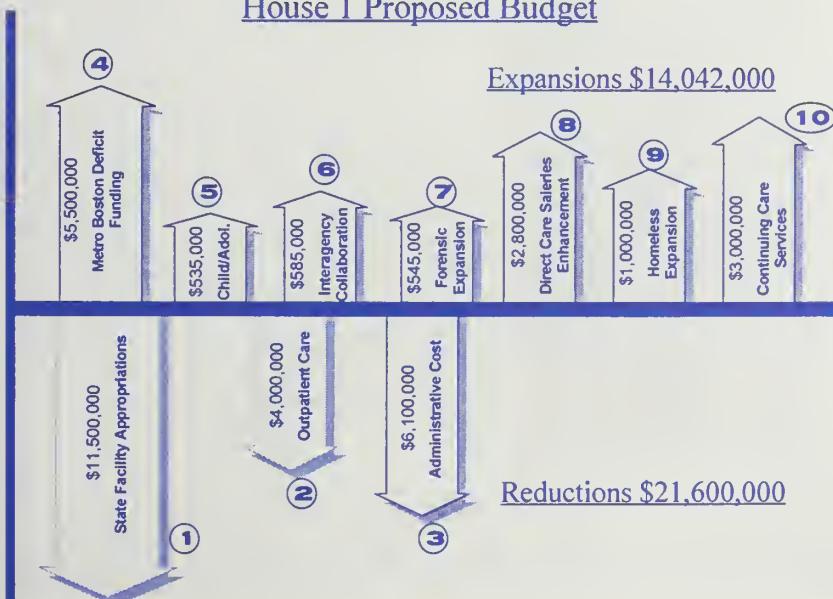 House 1 Proposed Budget
Expansions $14,042,000
4
$5,500,000
Metro Boston Deficit
Funding
5
$535,000
Child/Adol.
6
$585,000
Interagency
Collaboration
7
$545,000
Forensic
Expansion
8
$2,800,000
Direct Care Saleries
Enhancement
9
$1,000,000
Homeless
Expansion
10
$3,000,000
Continuing Care
Services
$11,500,000
State Facility Appropriations
1
$4,000,000
Outpatient Care
2
$6,100,000
Administrative Cost
3
Reductions $21,600,000